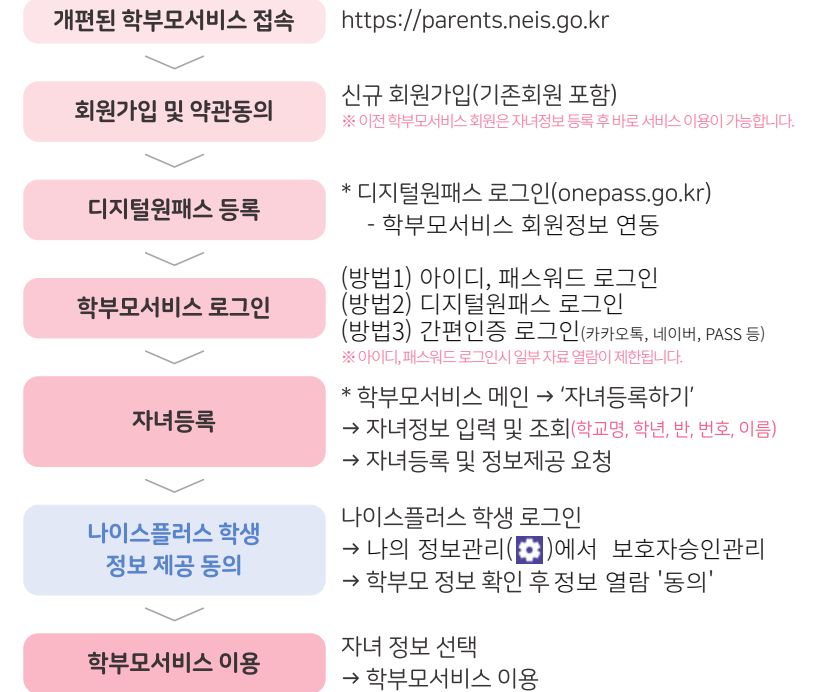 개편된 학부모서비스 접속
https://parents.neis.go.kr
회원가입 및 약관동의
신규 회원가입(기존회원 포함)
※ 이전 학부모서비스 회원은 자녀정보 등록 후 바로 서비스 이용이 가능합니다.
디지털원패스 등록
* 디지털원패스 로그인(onepass.go.kr)
- 학부모서비스 회원정보 연동
학부모서비스 로그인
(방법1) 아이디, 패스워드 로그인
(방법2) 디지털원패스 로그인
(방법3) 간편인증 로그인(카카오톡, 네이버, PASS 등)
※ 아이디, 패스워드 로그인시 일부 자료 열람이 제한됩니다.
자녀등록
* 학부모서비스 메인 → ‘자녀등록하기’
→ 자녀정보 입력 및 조회(학교명, 학년, 반, 번호, 이름)
→ 자녀등록 및 정보제공 요청
나이스플러스 학생
정보 제공 동의
나이스플러스 학생 로그인
→ 나의 정보관리( )에서 보호자승인관리
→ 학부모 정보 확인 후 정보 열람 '동의'
학부모서비스 이용
자녀 정보 선택
→ 학부모서비스 이용